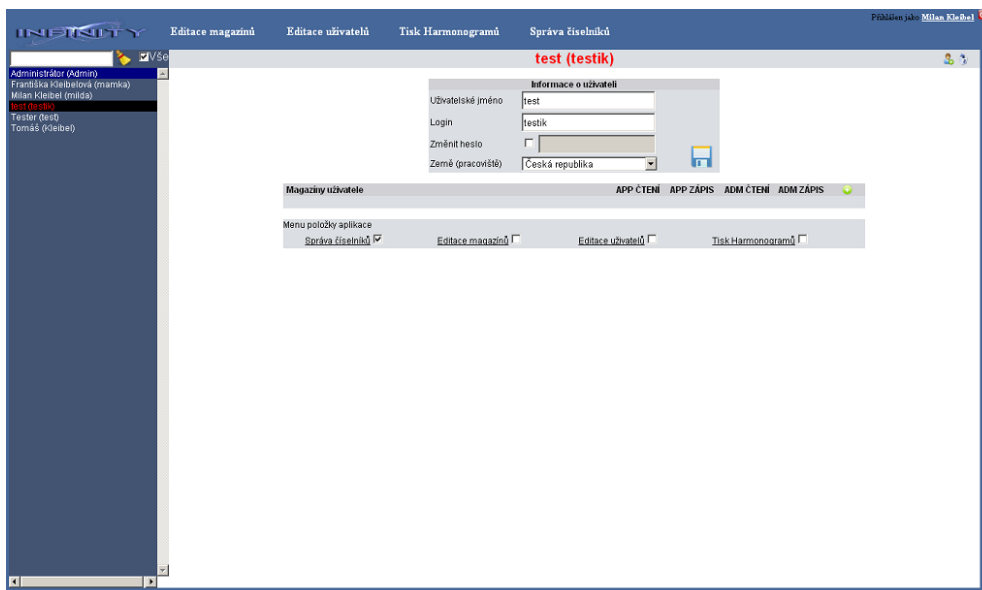 Přihlášen jako Milan Kleibel
INFINITY Editace magazínů Editace uživatelů Tisk Harmonogramů Správa číselníků
Vše
test (testik)
Administrátor (Admin)
Františka Kleibelová (mamka)
Milan Kleibel (milda)
test (testik)
Tester (test)
Tomáš (Kleibel)
Informace o uživateli
Uživatelské jméno test
Login testik
Změnit heslo
Země (pracoviště) Česká republika
Magazíny uživatele APP ČTENÍ APP ZÁPIS ADM ČTENÍ ADM ZÁPIS
Menu položky aplikace
Správa číselníků Editace magazínů Editace uživatelů Tisk Harmonogramů